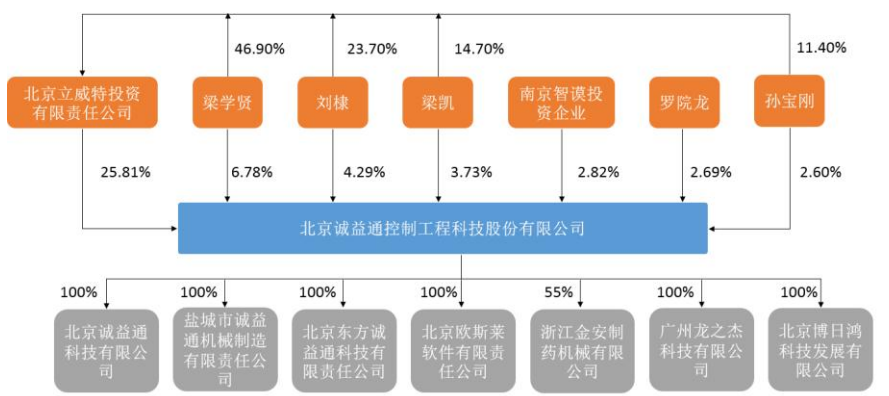 46.90%
23.70%
14.70%
11.40%
北京立威特投资
有限责任公司
梁学贤
刘棣
梁凯
南京智谟投
资企业
罗院龙
孙宝刚
25.81%
6.78%
4.29%
3.73%
2.82%
2.69%
2.60%
北京诚益通控制工程科技股份有限公司
100%
100%
100%
100%
55%
100%
100%
北京诚益通
科技有限公
司
盐城市诚益
通机械制造
有限责任公
司
北京东方诚
益通科技有
限责任公司
北京欧斯莱
软件有限责
任公司
浙江金安制
药机械有限
公司
广州龙之杰
科技有限公
司
北京博日鸿
科技发展有
限公司